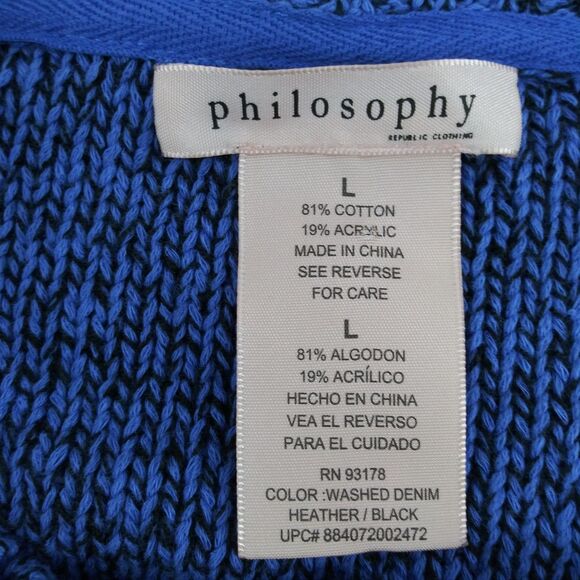 philosophy
REPUBLIC CLOTHING
L
81% COTTON
19% ACRYLIC
MADE IN CHINA
SEE REVERSE
FOR CARE
L
81% ALGODON
19% ACRÍLICO
HECHO EN CHINA
VEA EL REVERSO
PARA EL CUIDADO
RN 93178
COLOR :WASHED DENIM
HEATHER / BLACK
UPC# 884072002472